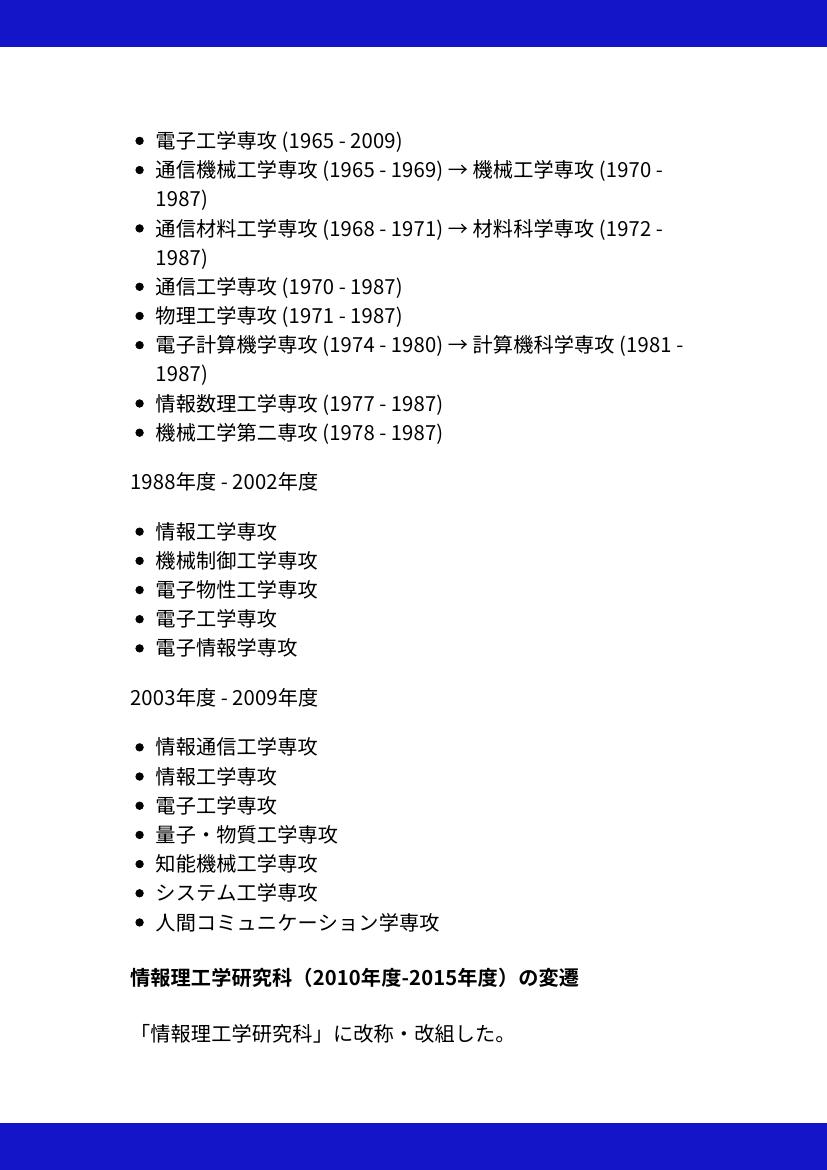 • 電子工学専攻 (1965 - 2009)
• 通信機械工学専攻 (1965 - 1969) → 機械工学専攻 (1970 -
1987)
• 通信材料工学専攻 (1968 - 1971) → 材料科学専攻 (1972 -
1987)
• 通信工学専攻 (1970 - 1987)
• 物理工学専攻 (1971 - 1987)
• 電子計算機学専攻 (1974 - 1980) → 計算機科学専攻 (1981 -
1987)
• 情報数理工学専攻 (1977 - 1987)
• 機械工学第二専攻 (1978 - 1987)
1988年度 - 2002年度
• 情報工学専攻
• 機械制御工学専攻
• 電子物性工学専攻
• 電子工学専攻
• 電子情報学専攻
2003年度 - 2009年度
• 情報通信工学専攻
• 情報工学専攻
• 電子工学専攻
• 量子・物質工学専攻
• 知能機械工学専攻
• システム工学専攻
• 人間コミュニケーション学専攻
情報理工学研究科（2010年度-2015年度）の変遷
「情報理工学研究科」に改称・改組した。